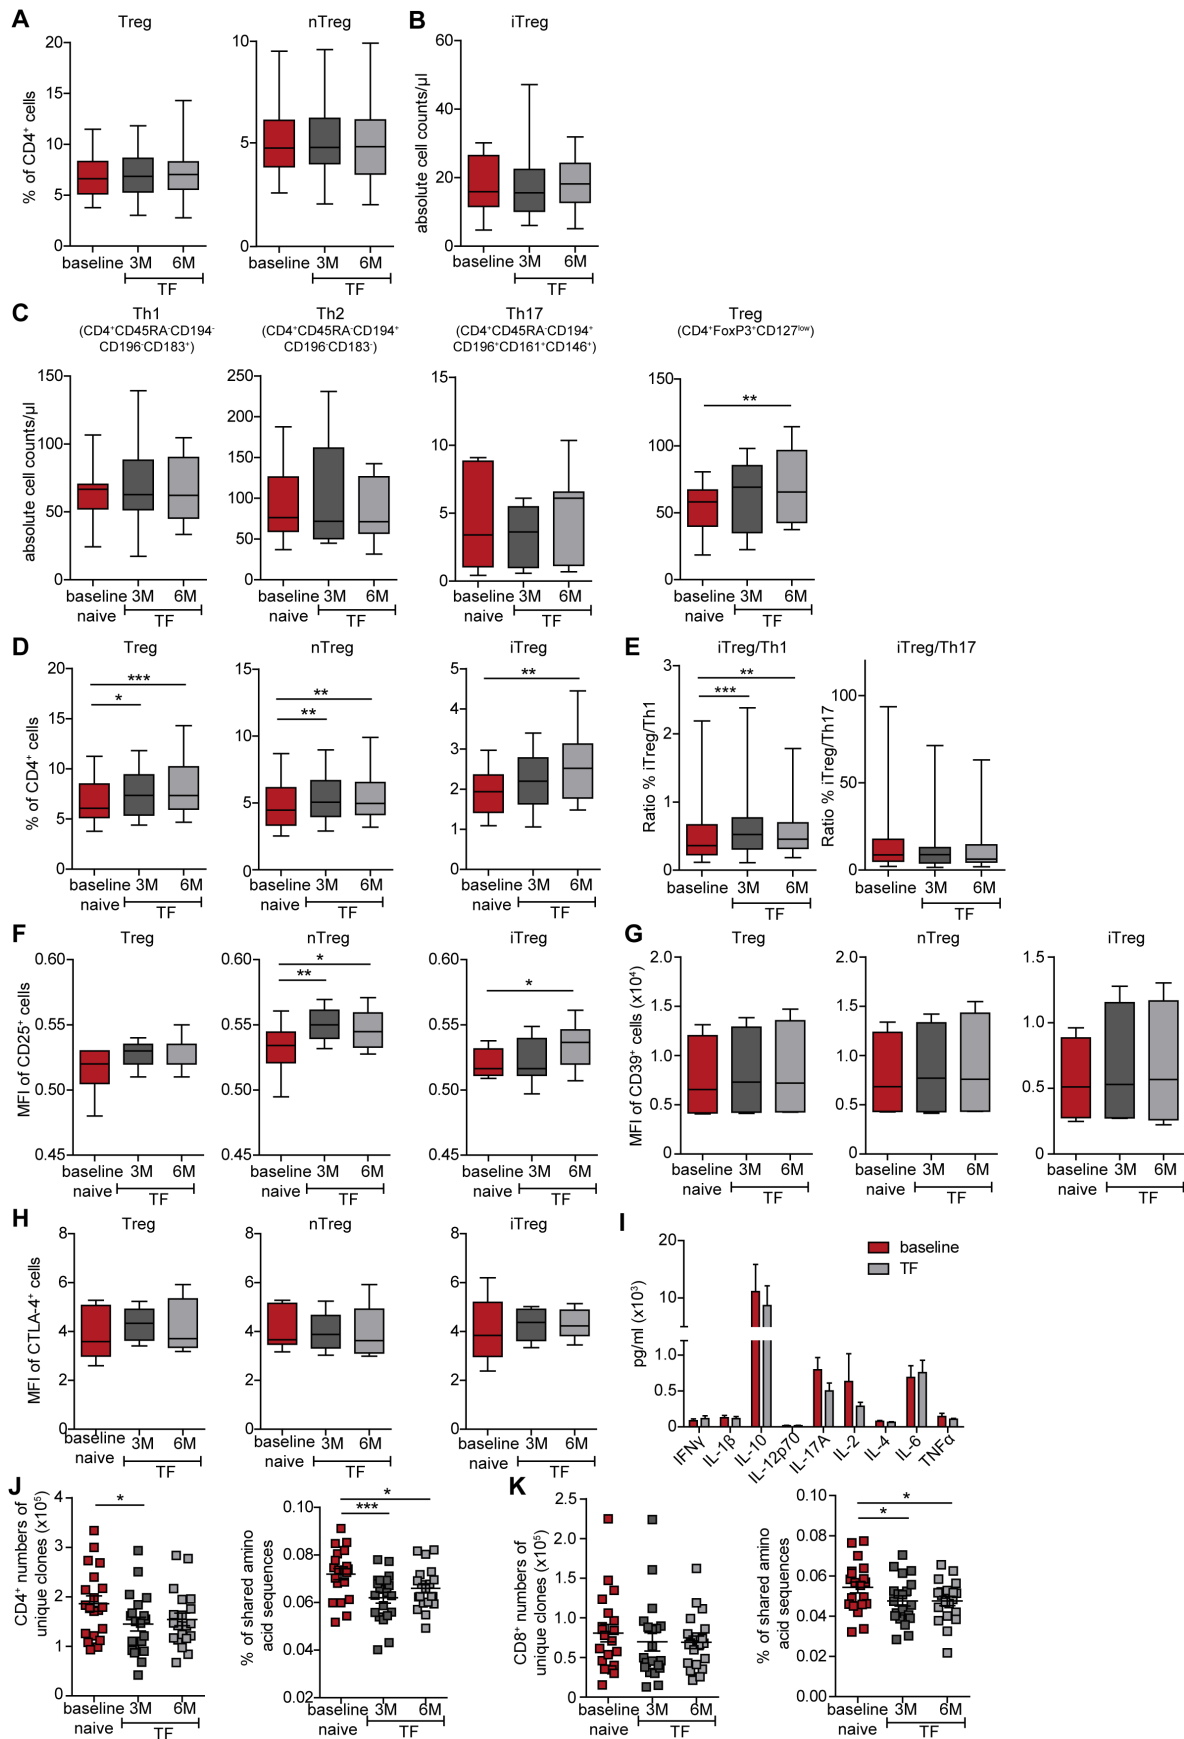 A
Treg
nTreg
B
iTreg
% of CD4⁺ cells
20
15
10
5
0
10
5
0
absolute cell counts/µl
60
40
20
0
baseline 3M 6M
TF
baseline 3M 6M
TF
baseline 3M 6M
TF
C
Th1
(CD4⁺CD45RA⁻CD194⁻
CD196⁻CD183⁺)
Th2
(CD4⁺CD45RA⁻CD194⁺
CD196⁻CD183⁻)
Th17
(CD4⁺CD45RA⁻CD194⁺
CD196⁺CD161⁺CD146⁺)
Treg
(CD4⁺FoxP3⁺CD127ˡᵒʷ)
absolute cell counts/µl
150
100
50
0
250
200
150
100
50
0
15
10
5
0
150
100
50
0
**
baseline 3M 6M
naive TF
baseline 3M 6M
naive TF
baseline 3M 6M
naive TF
baseline 3M 6M
naive TF
D
Treg
nTreg
iTreg
% of CD4⁺ cells
20
15
10
5
0
***
*
15
10
5
0
**
**
5
4
3
2
1
0
**
baseline 3M 6M
naive TF
baseline 3M 6M
naive TF
baseline 3M 6M
naive TF
E
iTreg/Th1
iTreg/Th17
Ratio % iTreg/Th1
3
2
1
0
**
***
Ratio % iTreg/Th17
100
50
0
baseline 3M 6M
TF
baseline 3M 6M
TF
F
Treg
nTreg
iTreg
MFI of CD25⁺ cells
0.60
0.55
0.50
0.45
0.60
0.55
0.50
0.45
*
**
0.60
0.55
0.50
0.45
*
baseline 3M 6M
naive TF
baseline 3M 6M
naive TF
baseline 3M 6M
naive TF
G
Treg
nTreg
iTreg
MFI of CD39⁺ cells (x10⁴)
2.0
1.5
1.0
0.5
0
2.0
1.5
1.0
0.5
0
1.5
1.0
0.5
0
baseline 3M 6M
naive TF
baseline 3M 6M
naive TF
baseline 3M 6M
naive TF
H
Treg
nTreg
iTreg
MFI of CTLA-4⁺ cells
8
6
4
2
0
8
6
4
2
0
8
6
4
2
0
baseline 3M 6M
naive TF
baseline 3M 6M
naive TF
baseline 3M 6M
naive TF
I
baseline
TF
pg/ml (x10³)
20
10
1.0
0.5
0
IFNγ
IL-1β
IL-10
IL-12p70
IL-17A
IL-2
IL-4
IL-6
TNFα
J
CD4⁺ numbers of
unique clones (x10⁵)
4
3
2
1
0
*
% of shared amino
acid sequences
0.10
0.08
0.06
0.04
0.02
*
***
baseline 3M 6M
naive TF
baseline 3M 6M
naive TF
K
CD8⁺ numbers of
unique clones (x10⁵)
2.5
2.0
1.5
1.0
0.5
0
% of shared amino
acid sequences
0.10
0.08
0.06
0.04
0.02
0.00
*
*
baseline 3M 6M
naive TF
baseline 3M 6M
naive TF